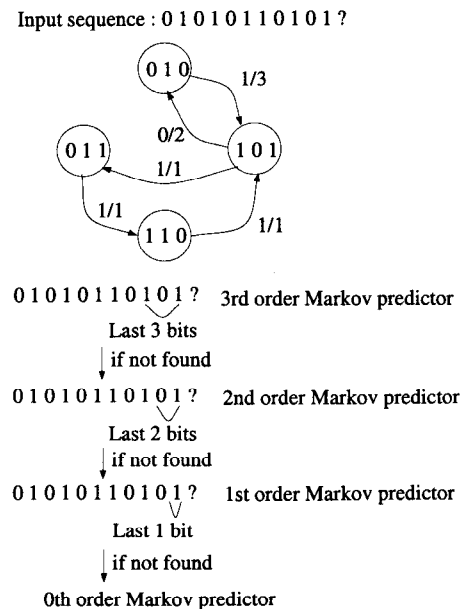 Input sequence : 0 1 0 1 0 1 1 0 1 0 1 ?
0 1 0
1/3
0/2
0 1 1
1 0 1
1/1
1/1
1/1
1 1 0
0 1 0 1 0 1 1 0 1 0 1 ? 3rd order Markov predictor
Last 3 bits
if not found
0 1 0 1 0 1 1 0 1 0 1 ? 2nd order Markov predictor
Last 2 bits
if not found
0 1 0 1 0 1 1 0 1 0 1 ? 1st order Markov predictor
Last 1 bit
if not found
0th order Markov predictor